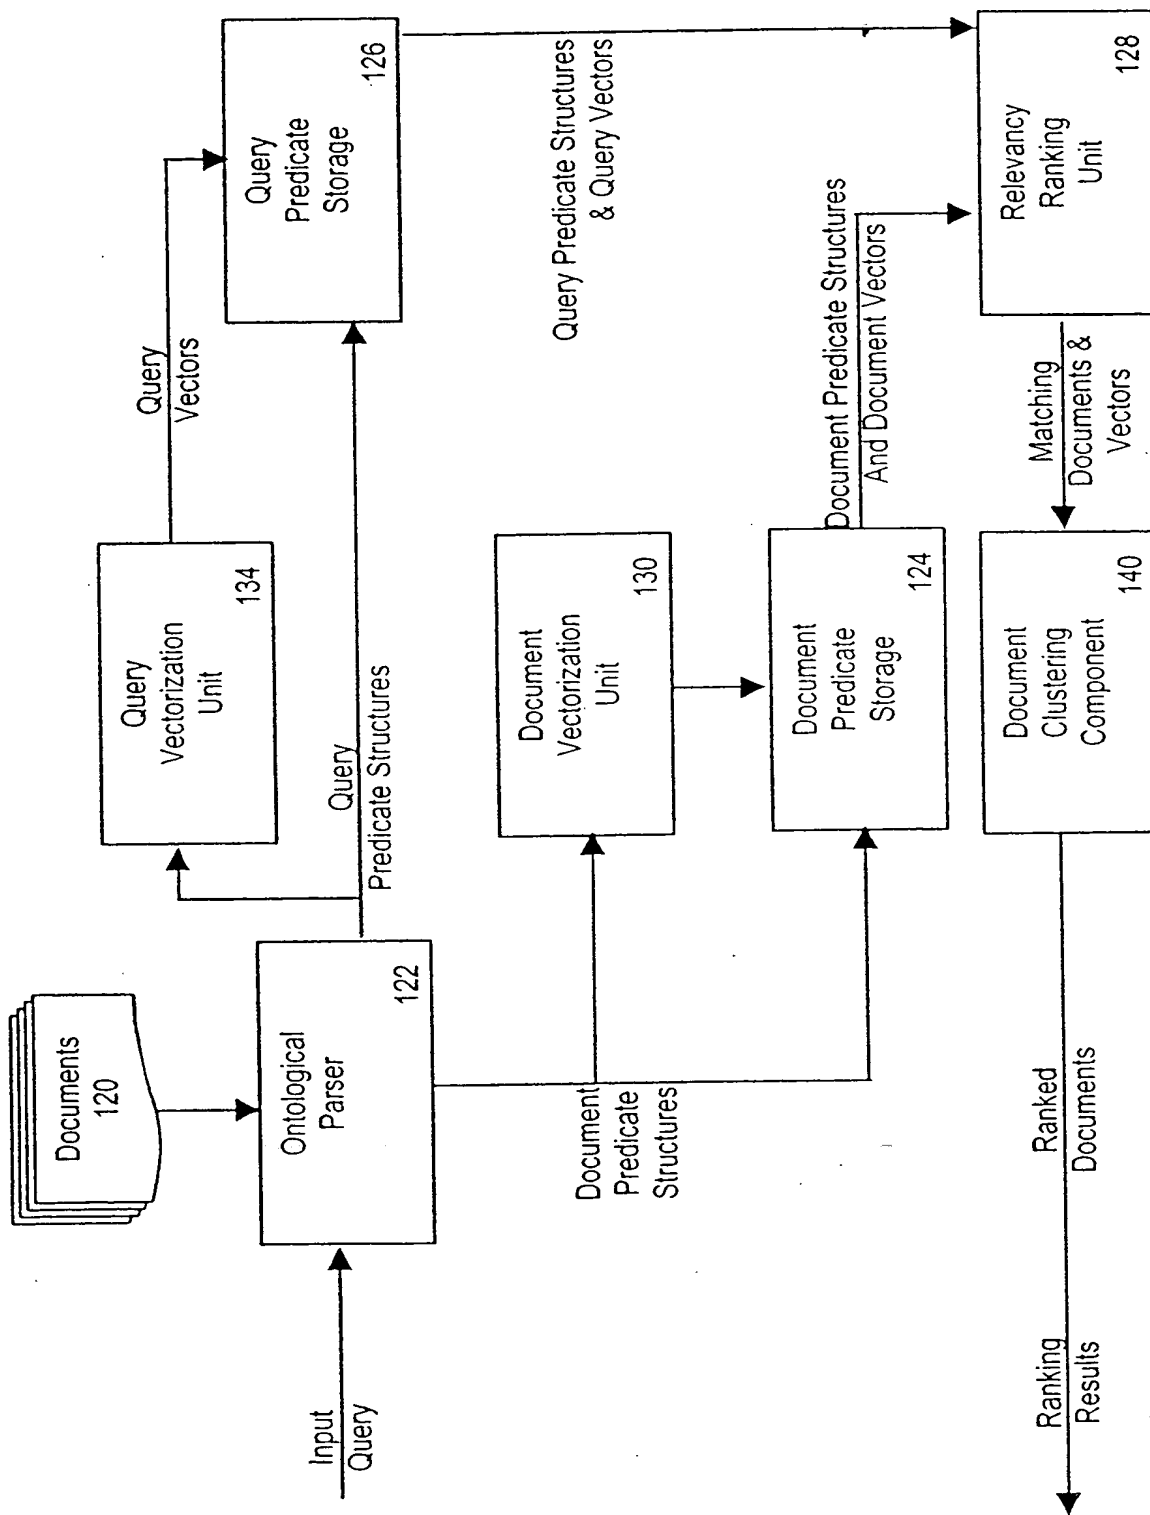 Query
Vectorization
Unit
134
Query
Vectors
Query
Predicate
Storage
126
Documents
120
Query
Predicate Structures
Input
Query
Ontological
Parser
122
Query Predicate Structures
& Query Vectors
Document
Predicate
Structures
Document
Vectorization
Unit
130
Document
Predicate
Storage
124
Document Predicate Structures
And Document Vectors
Ranking
Results
Ranked
Documents
Document
Clustering
Component
140
Matching
Documents &
Vectors
Relevancy
Ranking
Unit
128